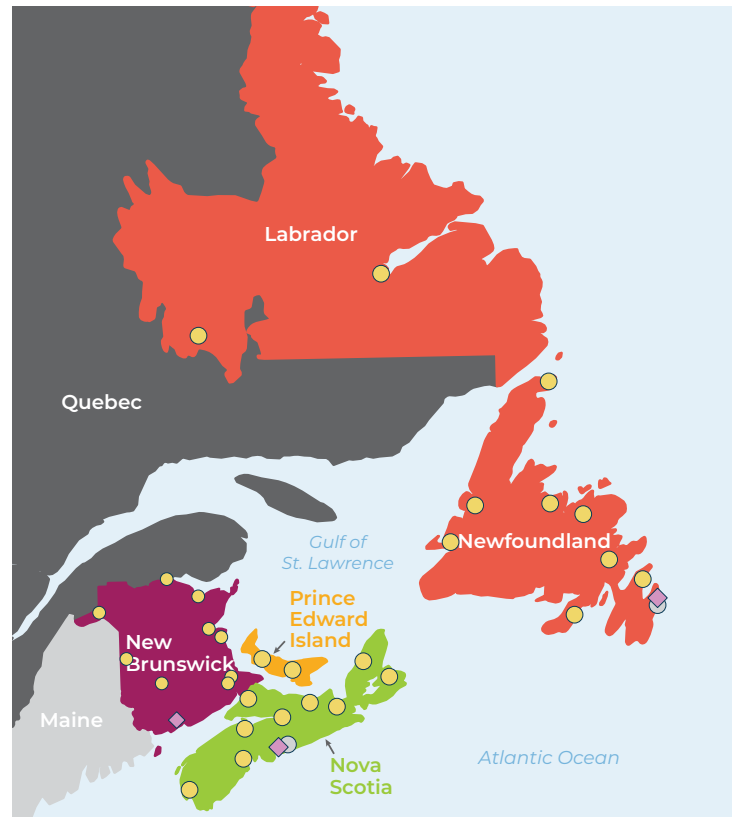 Labrador
Quebec
Newfoundland
Gulf of
St. Lawrence
Prince
Edward
Island
New
Brunswick
Maine
Nova
Scotia
Atlantic Ocean